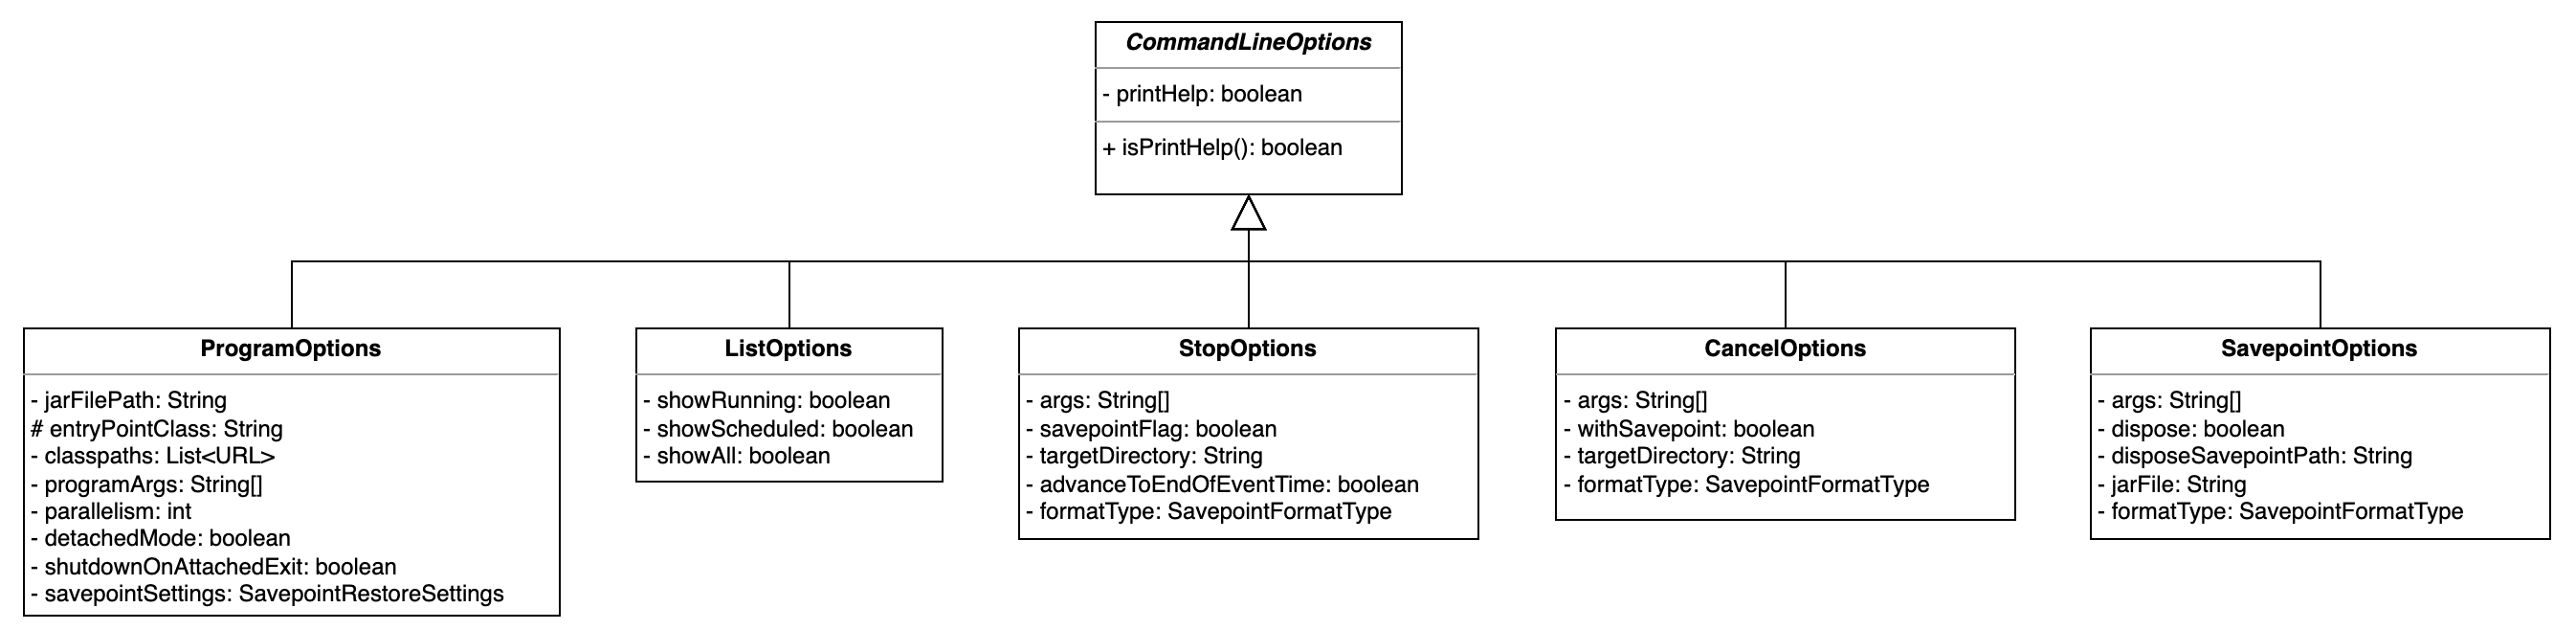 CommandLineOptions
- printHelp: boolean
+ isPrintHelp(): boolean
ProgramOptions
- jarFilePath: String
# entryPointClass: String
- classpaths: List<URL>
- programArgs: String[]
- parallelism: int
- detachedMode: boolean
- shutdownOnAttachedExit: boolean
- savepointSettings: SavepointRestoreSettings
ListOptions
- showRunning: boolean
- showScheduled: boolean
- showAll: boolean
StopOptions
- args: String[]
- savepointFlag: boolean
- targetDirectory: String
- advanceToEndOfEventTime: boolean
- formatType: SavepointFormatType
CancelOptions
- args: String[]
- withSavepoint: boolean
- targetDirectory: String
- formatType: SavepointFormatType
SavepointOptions
- args: String[]
- dispose: boolean
- disposeSavepointPath: String
- jarFile: String
- formatType: SavepointFormatType